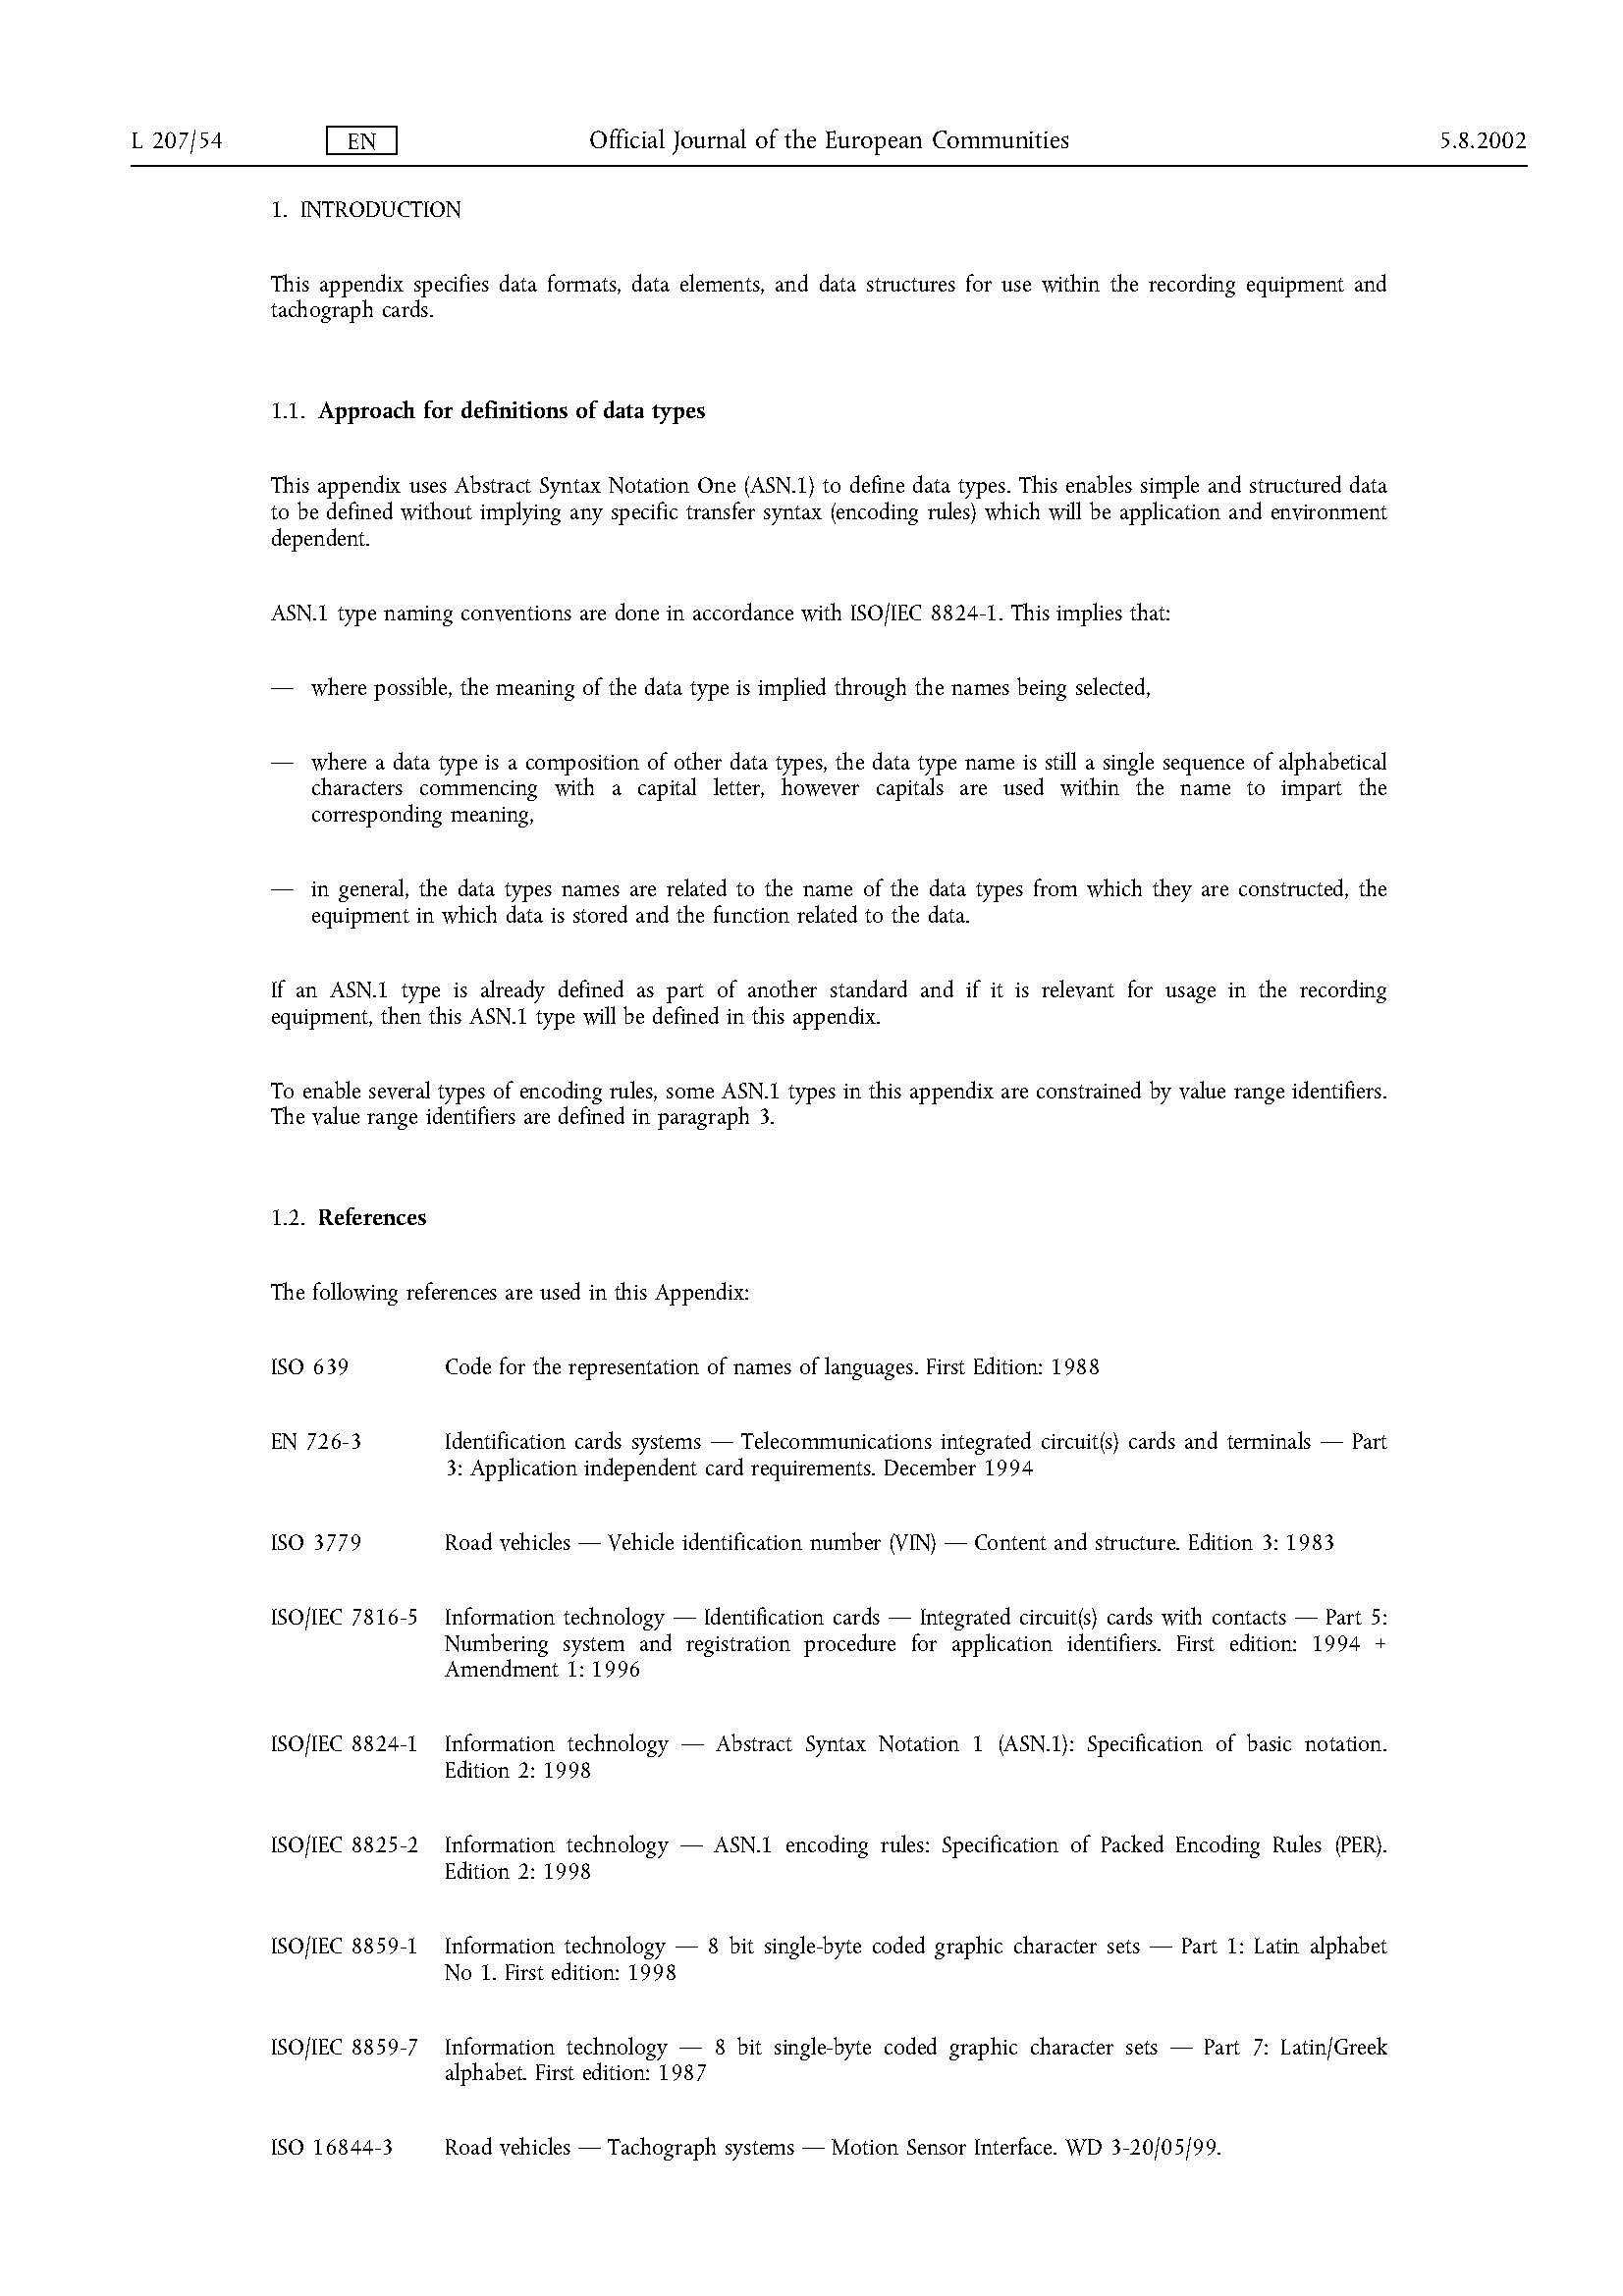 L 207/54 EN Official Journal of the European Communities 5.8.2002
1. INTRODUCTION
This appendix specifies data formats, data elements, and data structures for use within the recording equipment and
tachograph cards.
1.1. Approach for definitions of data types
This appendix uses Abstract Syntax Notation One (ASN.1) to define data types. This enables simple and structured data
to be defined without implying any specific transfer syntax (encoding rules) which will be application and environment
dependent.
ASN.1 type naming conventions are done in accordance with ISO/IEC 8824-1. This implies that:
— where possible, the meaning of the data type is implied through the names being selected,
— where a data type is a composition of other data types, the data type name is still a single sequence of alphabetical
characters commencing with a capital letter, however capitals are used within the name to impart the
corresponding meaning,
— in general, the data types names are related to the name of the data types from which they are constructed, the
equipment in which data is stored and the function related to the data.
If an ASN.1 type is already defined as part of another standard and if it is relevant for usage in the recording
equipment, then this ASN.1 type will be defined in this appendix.
To enable several types of encoding rules, some ASN.1 types in this appendix are constrained by value range identifiers.
The value range identifiers are defined in paragraph 3.
1.2. References
The following references are used in this Appendix:
ISO 639 Code for the representation of names of languages. First Edition: 1988
EN 726-3 Identification cards systems — Telecommunications integrated circuit(s) cards and terminals — Part
3: Application independent card requirements. December 1994
ISO 3779 Road vehicles — Vehicle identification number (VIN) — Content and structure. Edition 3: 1983
ISO/IEC 7816-5 Information technology — Identification cards — Integrated circuit(s) cards with contacts — Part 5:
Numbering system and registration procedure for application identifiers. First edition: 1994 +
Amendment 1: 1996
ISO/IEC 8824-1 Information technology — Abstract Syntax Notation 1 (ASN.1): Specification of basic notation.
Edition 2: 1998
ISO/IEC 8825-2 Information technology — ASN.1 encoding rules: Specification of Packed Encoding Rules (PER).
Edition 2: 1998
ISO/IEC 8859-1 Information technology — 8 bit single-byte coded graphic character sets — Part 1: Latin alphabet
No 1. First edition: 1998
ISO/IEC 8859-7 Information technology — 8 bit single-byte coded graphic character sets — Part 7: Latin/Greek
alphabet. First edition: 1987
ISO 16844-3 Road vehicles — Tachograph systems — Motion Sensor Interface. WD 3-20/05/99.